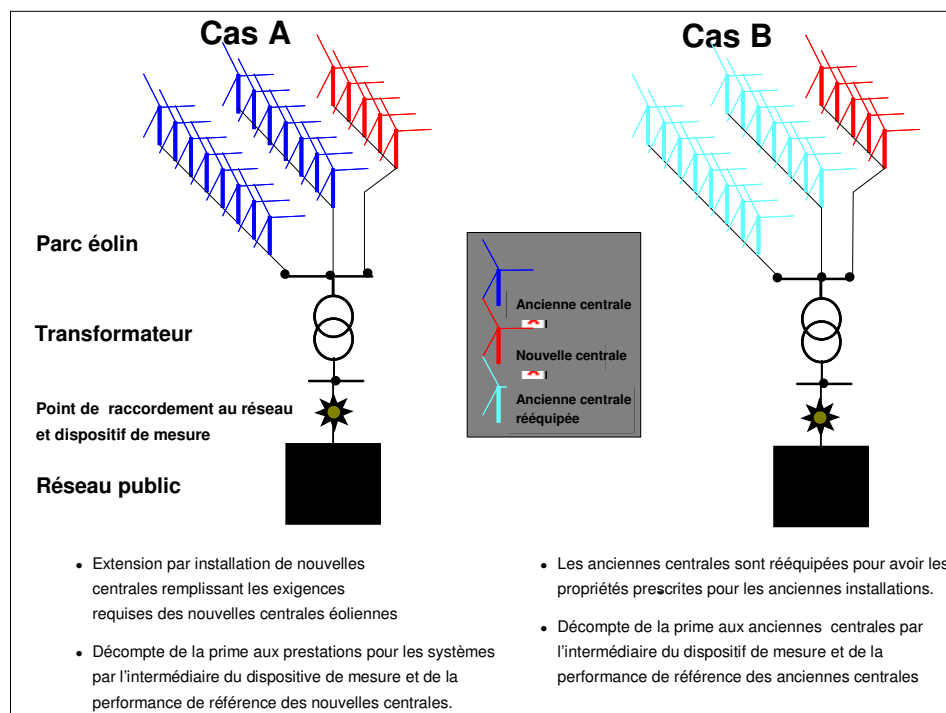 Cas A
Cas B
Parc éolin
Transformateur
Point de raccordement au réseau
et dispositif de mesure
Réseau public
Ancienne centrale
Nouvelle centrale
Ancienne centrale
rééquipée
• Extension par installation de nouvelles
centrales remplissant les exigences
requises des nouvelles centrales éoliennes
• Décompte de la prime aux prestations pour les systèmes
par l'intermédiaire du dispositive de mesure et de la
performance de référence des nouvelles centrales.
• Les anciennes centrales sont rééquipées pour avoir les
propriétés prescrites pour les anciennes installations.
• Décompte de la prime aux anciennes centrales par
l'intermédiaire du dispositif de mesure et de la
performance de référence des anciennes centrales